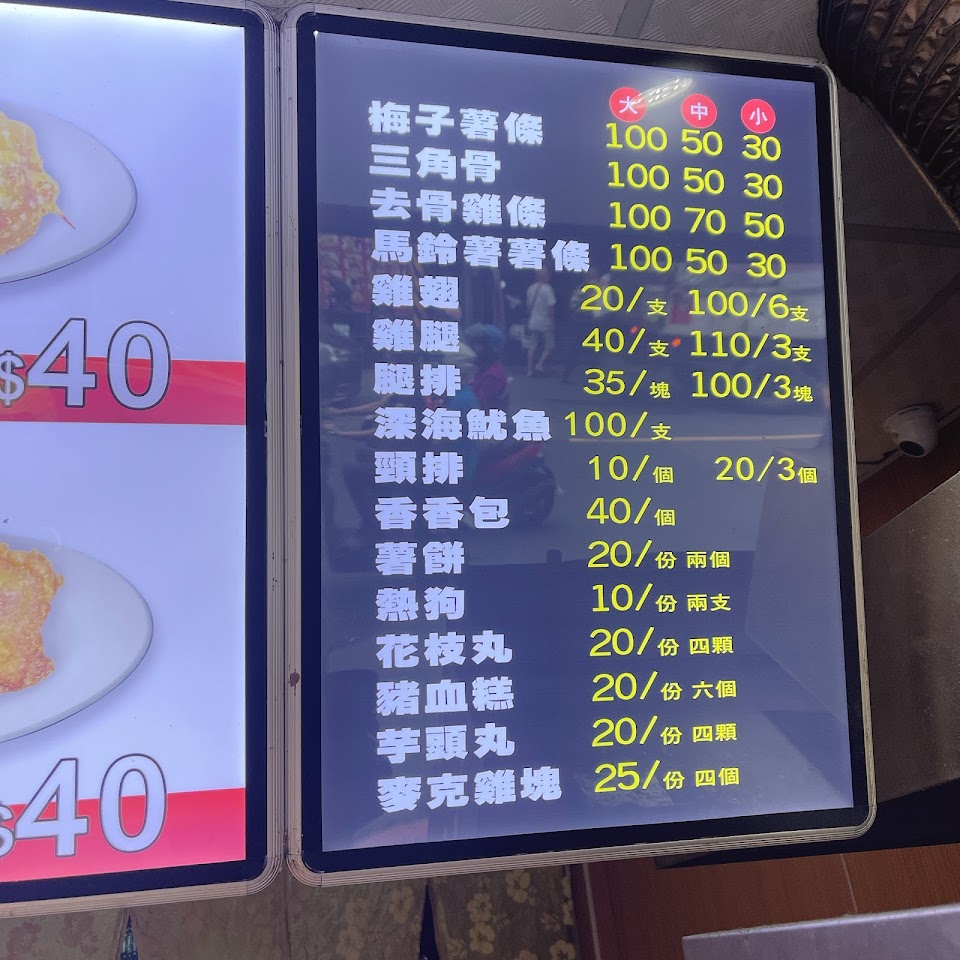 $40
$40
大 中 小
梅子薯條 100 50 30
三角骨 100 50 30
去骨雞條 100 70 50
馬鈴薯薯條 100 50 30
雞翅 20/支 100/6支
雞腿 40/支 110/3支
腿排 35/塊 100/3塊
深海魷魚 100/支
頸排 10/個 20/3個
香香包 40/個
薯餅 20/份 兩個
熱狗 10/份 兩支
花枝丸 20/份 四顆
豬血糕 20/份 六個
芋頭丸 20/份 四顆
麥克雞塊 25/份 四個